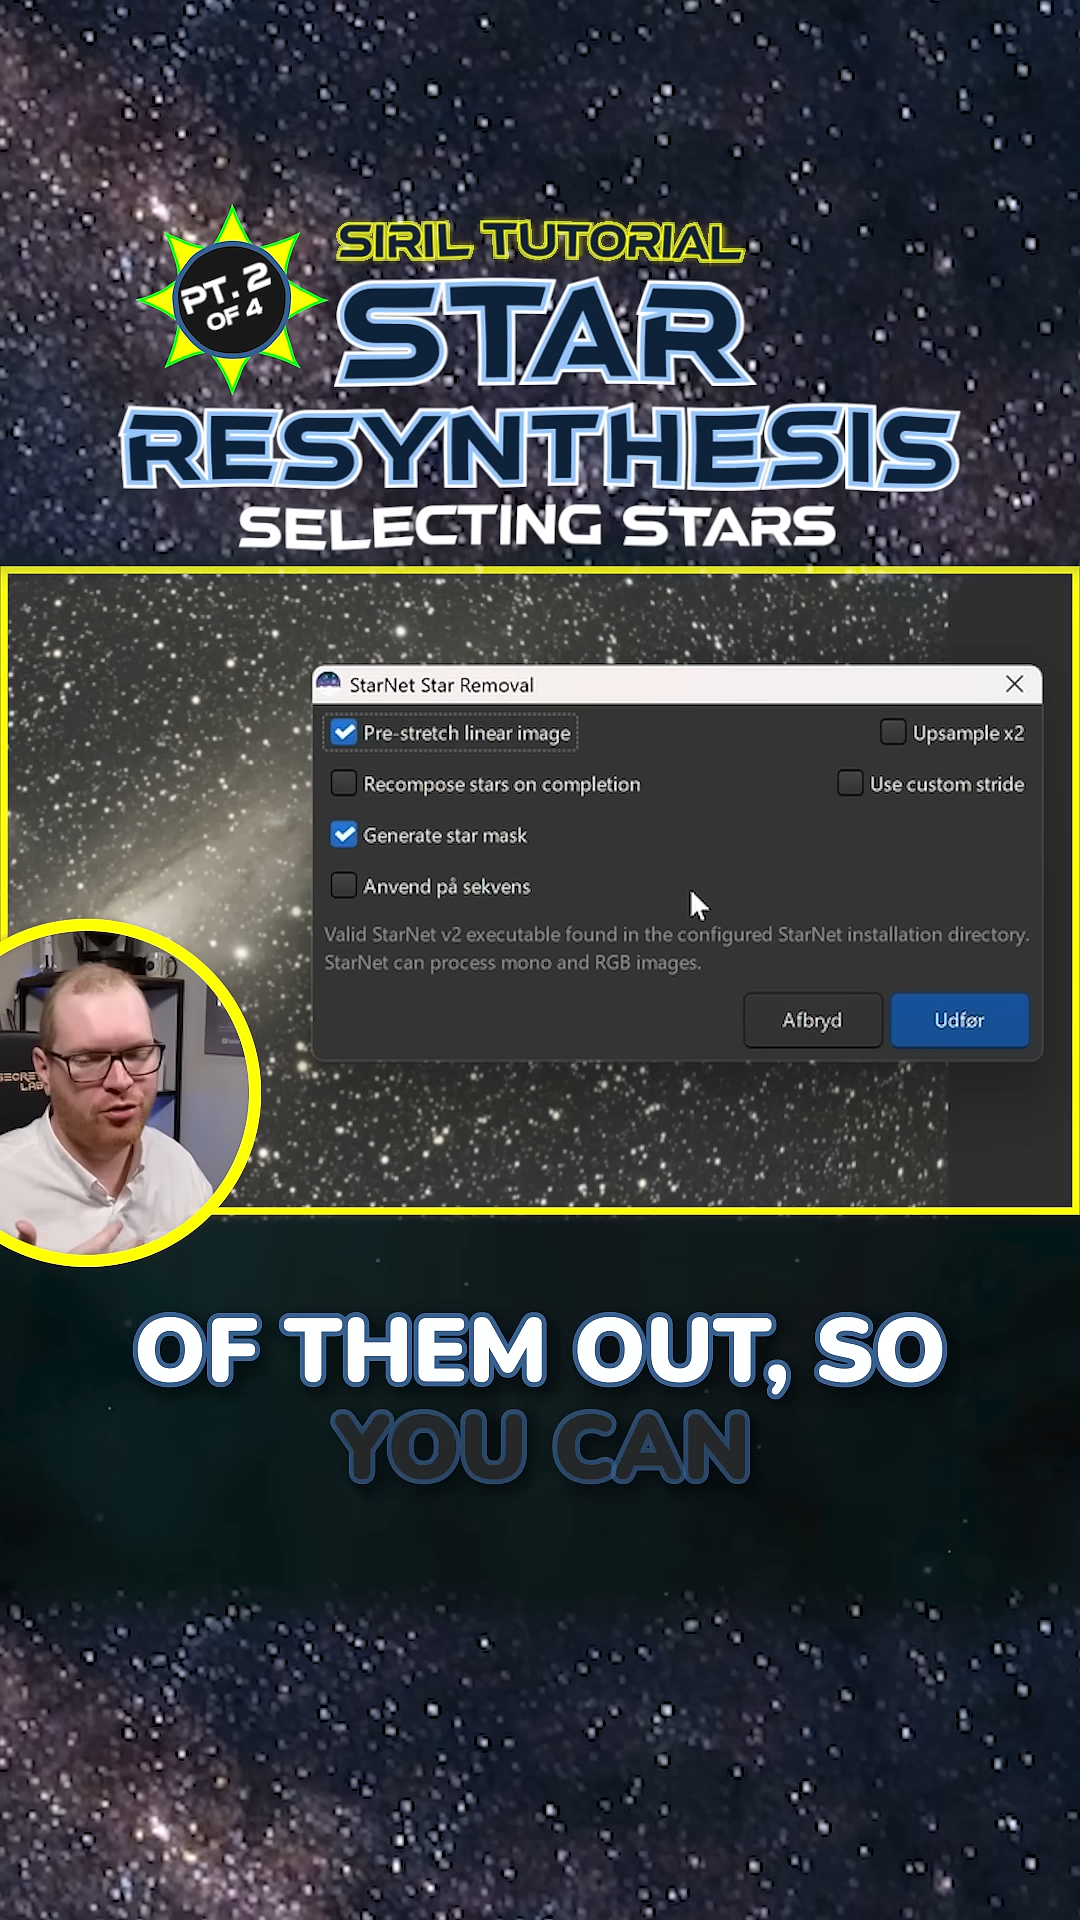 SIRIL TUTORIAL
PT. 2
OF 4
STAR
RESYNTHESIS
SELECTING STARS
StarNet Star Removal
Pre-stretch linear image
Upsample x2
Recompose stars on completion
Use custom stride
Generate star mask
Anvend på sekvens
Valid StarNet v2 executable found in the configured StarNet installation directory.
StarNet can process mono and RGB images.
Afbryd
Udfør
SECRET
LAB
OF THEM OUT, SO
YOU CAN